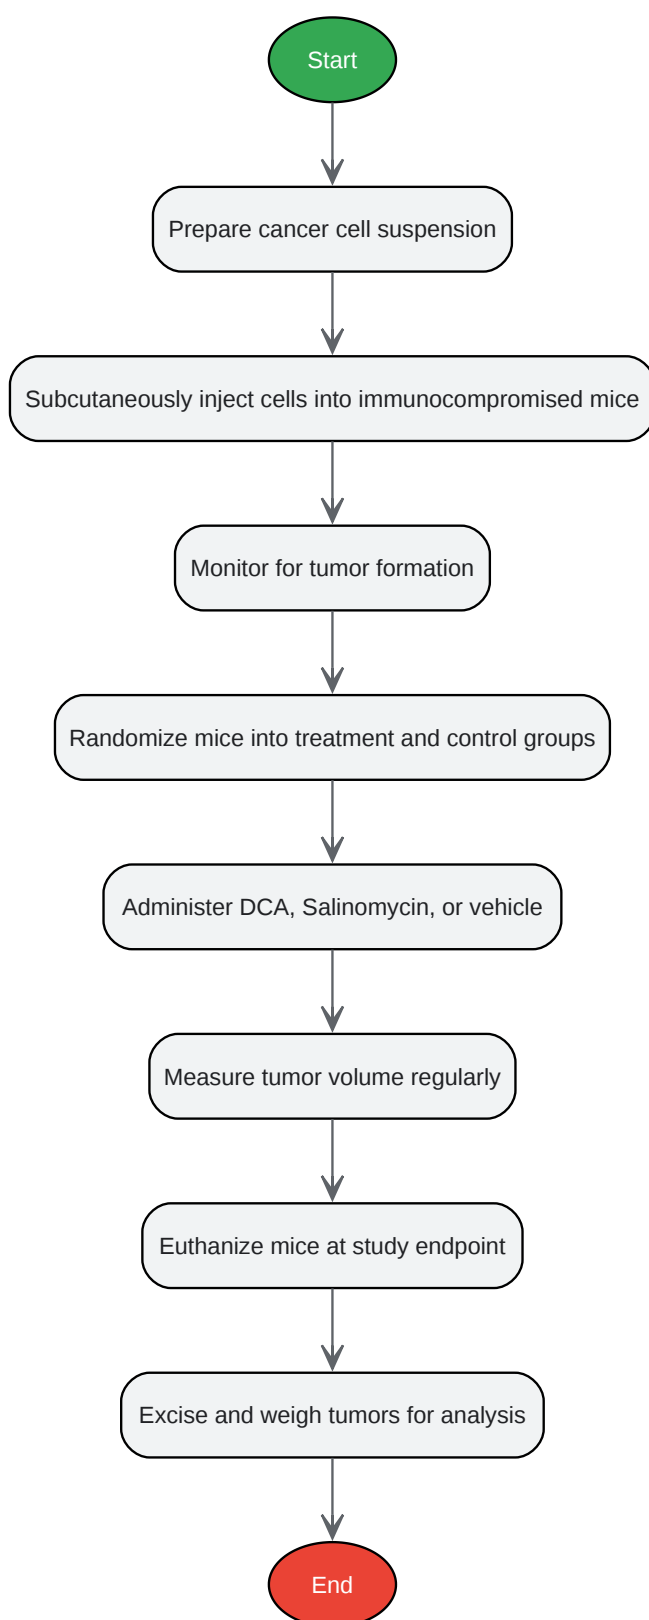 Start
Prepare cancer cell suspension
Subcutaneously inject cells into immunocompromised mice
Monitor for tumor formation
Randomize mice into treatment and control groups
Administer DCA, Salinomycin, or vehicle
Measure tumor volume regularly
Euthanize mice at study endpoint
Excise and weigh tumors for analysis
End